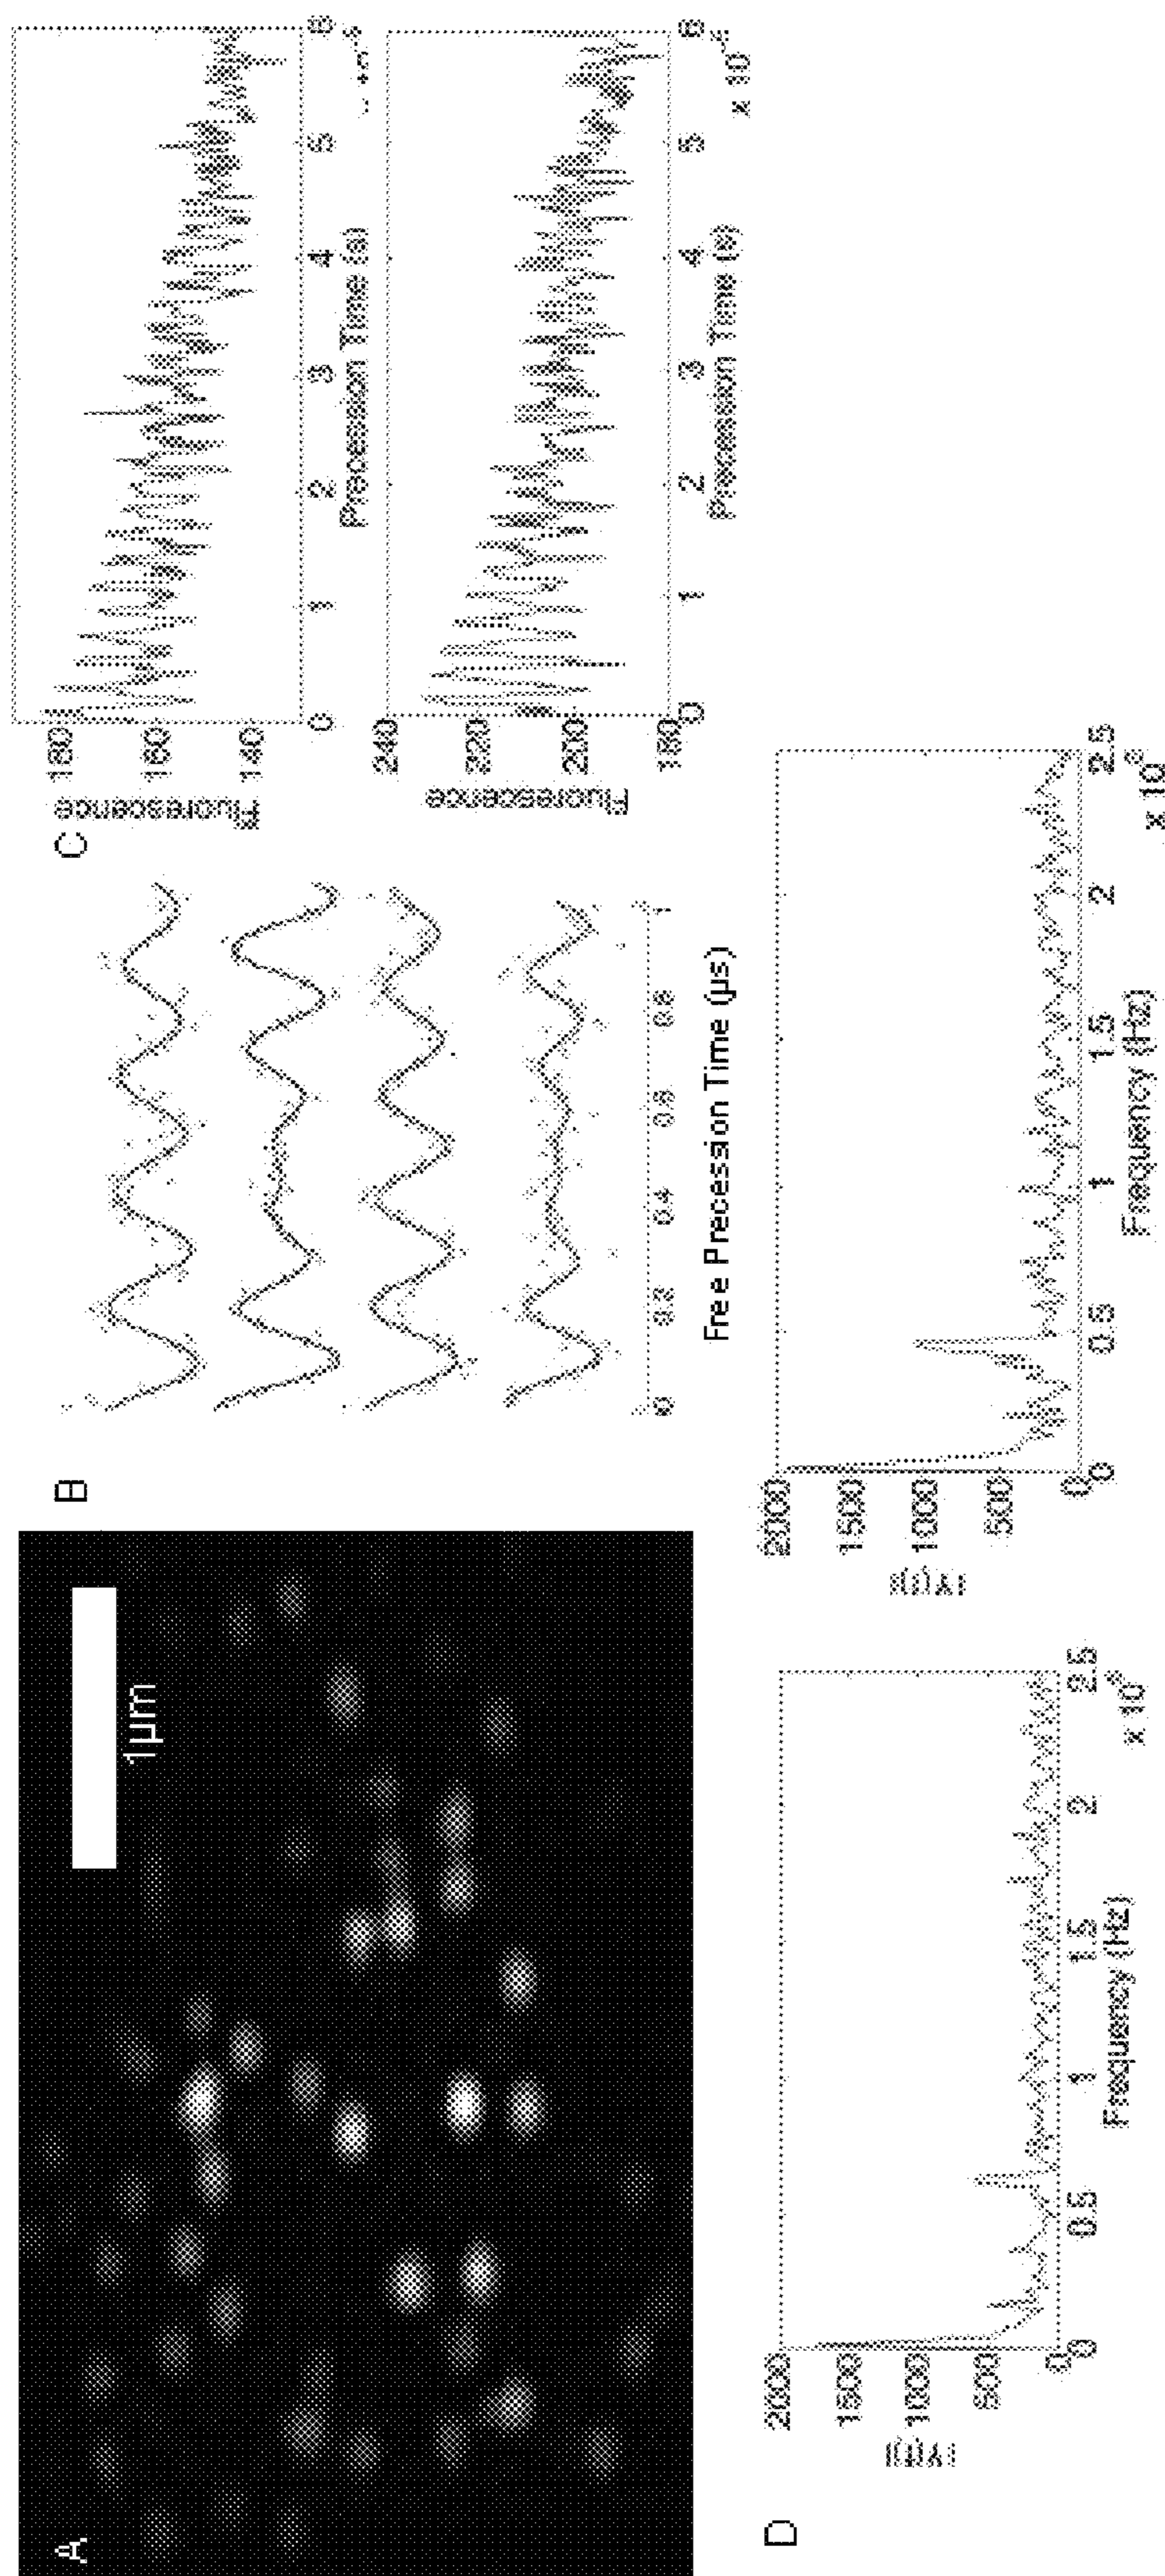 A
1µm
B
0
0.2
0.4
0.6
0.8
1
Free Precession Time (µs)
C
Fluorescence
180
160
140
0
1
2
3
4
5
6
Precession Time (s)
Fluorescence
240
220
200
180
0
1
2
3
4
5
6
x 10
Precession Time (s)
D
|Y(f)|
2000
1500
1000
500
0
0
0.5
1
1.5
2
2.5
x 10
Frequency (Hz)
|Y(f)|
2000
1500
1000
500
0
0
0.5
1
1.5
2
2.5
x 10
Frequency (Hz)